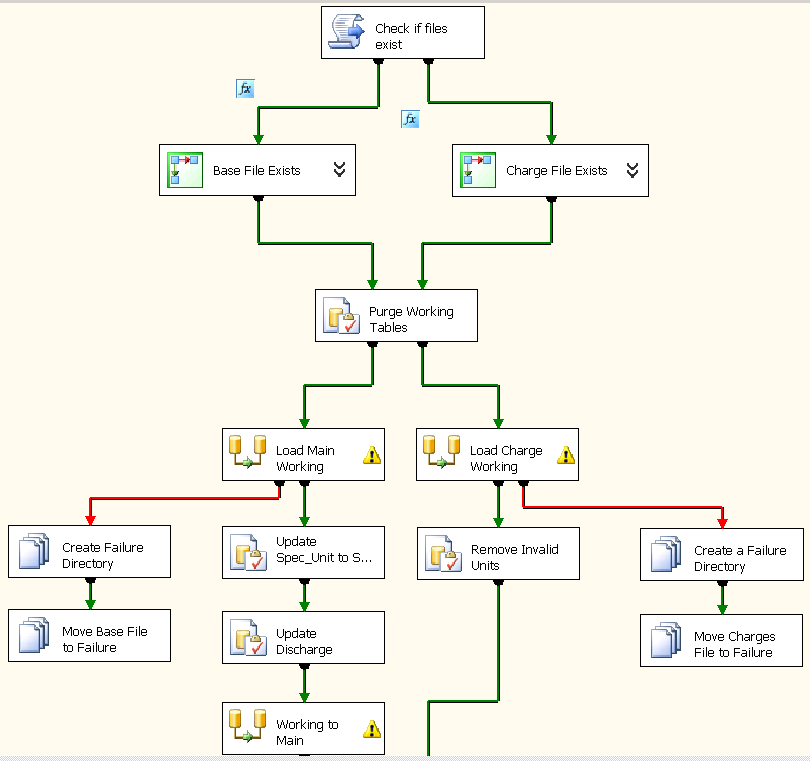 Check if files
exist
fx
fx
Base File Exists
Charge File Exists
Purge Working
Tables
Load Main
Working
Load Charge
Working
Create Failure
Directory
Update
Spec_Unit to S...
Remove Invalid
Units
Create a Failure
Directory
Move Base File
to Failure
Update
Discharge
Move Charges
File to Failure
Working to
Main